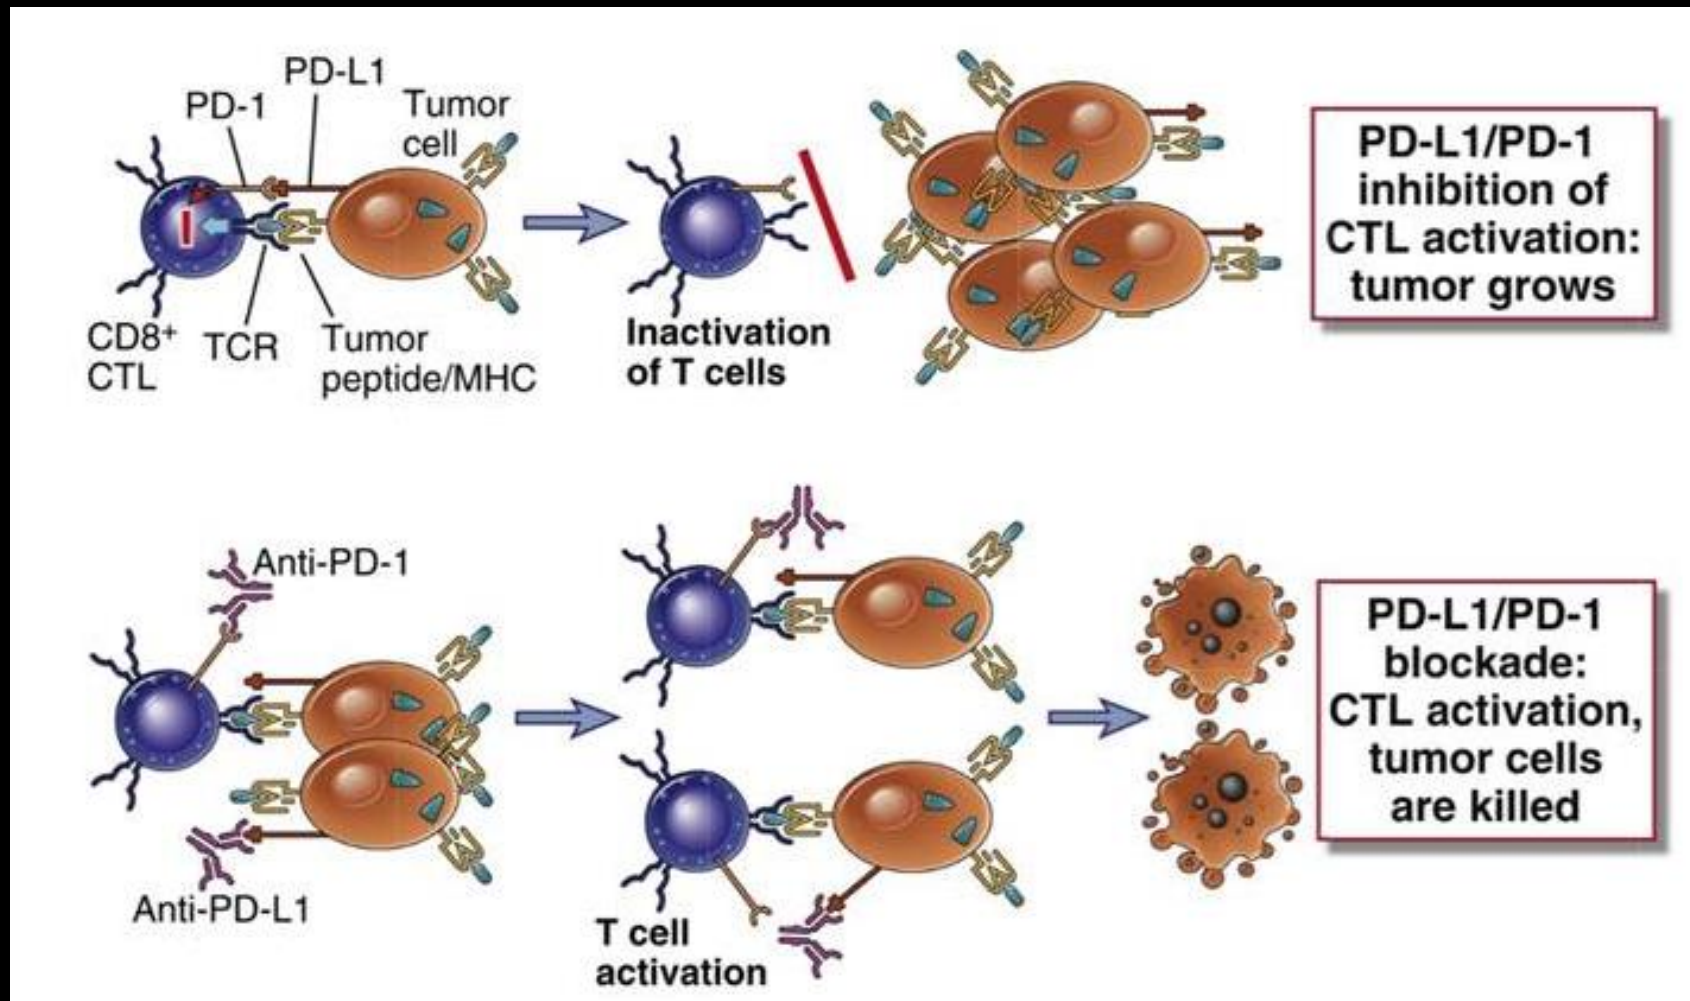 PD-L1
PD-1
Tumor
cell
CD8⁺
CTL
TCR
Tumor
peptide/MHC
Inactivation
of T cells
PD-L1/PD-1
inhibition of
CTL activation:
tumor grows
Anti-PD-1
Anti-PD-L1
T cell
activation
PD-L1/PD-1
blockade:
CTL activation,
tumor cells
are killed